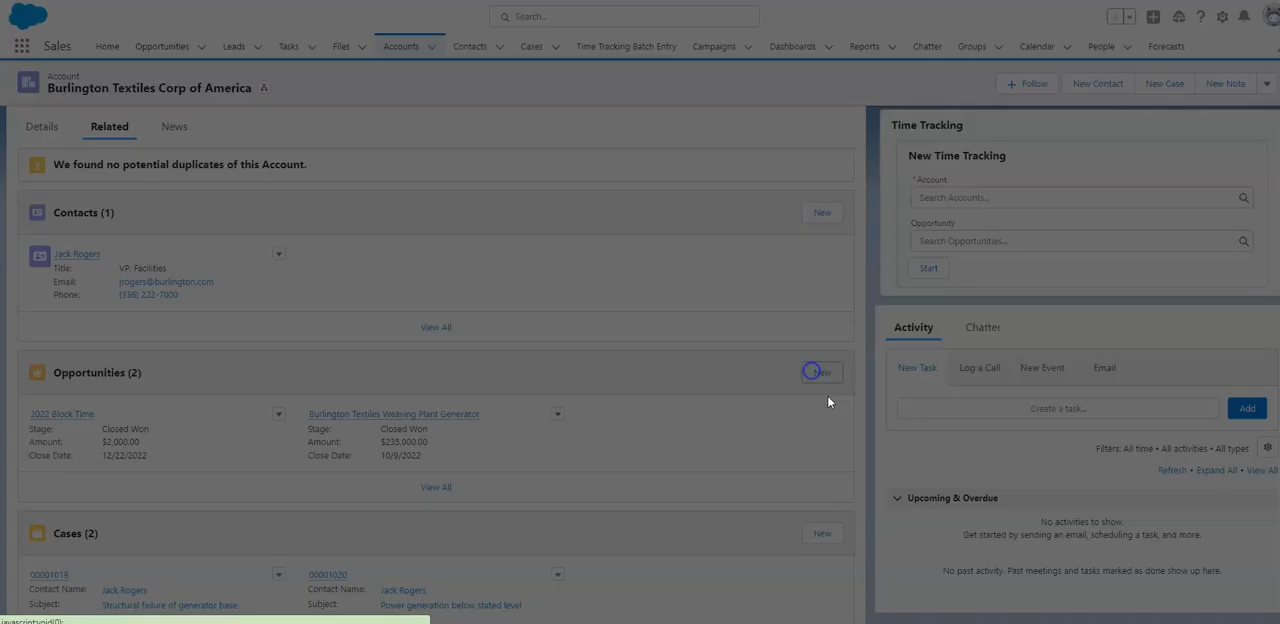 Search...
Sales
Home Opportunities Leads Tasks Files Accounts Contacts Cases Time Tracking Batch Entry Campaigns Dashboards Reports Chatter Groups Calendar People Forecasts
Account
Burlington Textiles Corp of America
Follow New Contact New Case New Note
Details Related News
We found no potential duplicates of this Account.
Contacts (1)
New
Jack Rogers
Title: VP, Facilities
Email: jrogers@burlington.com
Phone: (336) 222-7000
View All
Opportunities (2)
New
2022 Block Time
Stage: Closed Won
Amount: $2,000.00
Close Date: 12/22/2022
Burlington Textiles Weaving Plant Generator
Stage: Closed Won
Amount: $235,000.00
Close Date: 10/9/2022
View All
Cases (2)
New
00001019
Contact Name: Jack Rogers
Subject: Structural failure of generator base
00001020
Contact Name: Jack Rogers
Subject: Power generation below stated level
javascript:void(0);
Time Tracking
New Time Tracking
*Account
Search Accounts...
Opportunity
Search Opportunities...
Start
Activity Chatter
New Task Log a Call New Event Email
Create a task...
Add
Filters: All time • All activities • All types
Refresh • Expand All • View All
Upcoming & Overdue
No activities to show.
Get started by sending an email, scheduling a task, and more.
No past activity. Past meetings and tasks marked as done show up here.